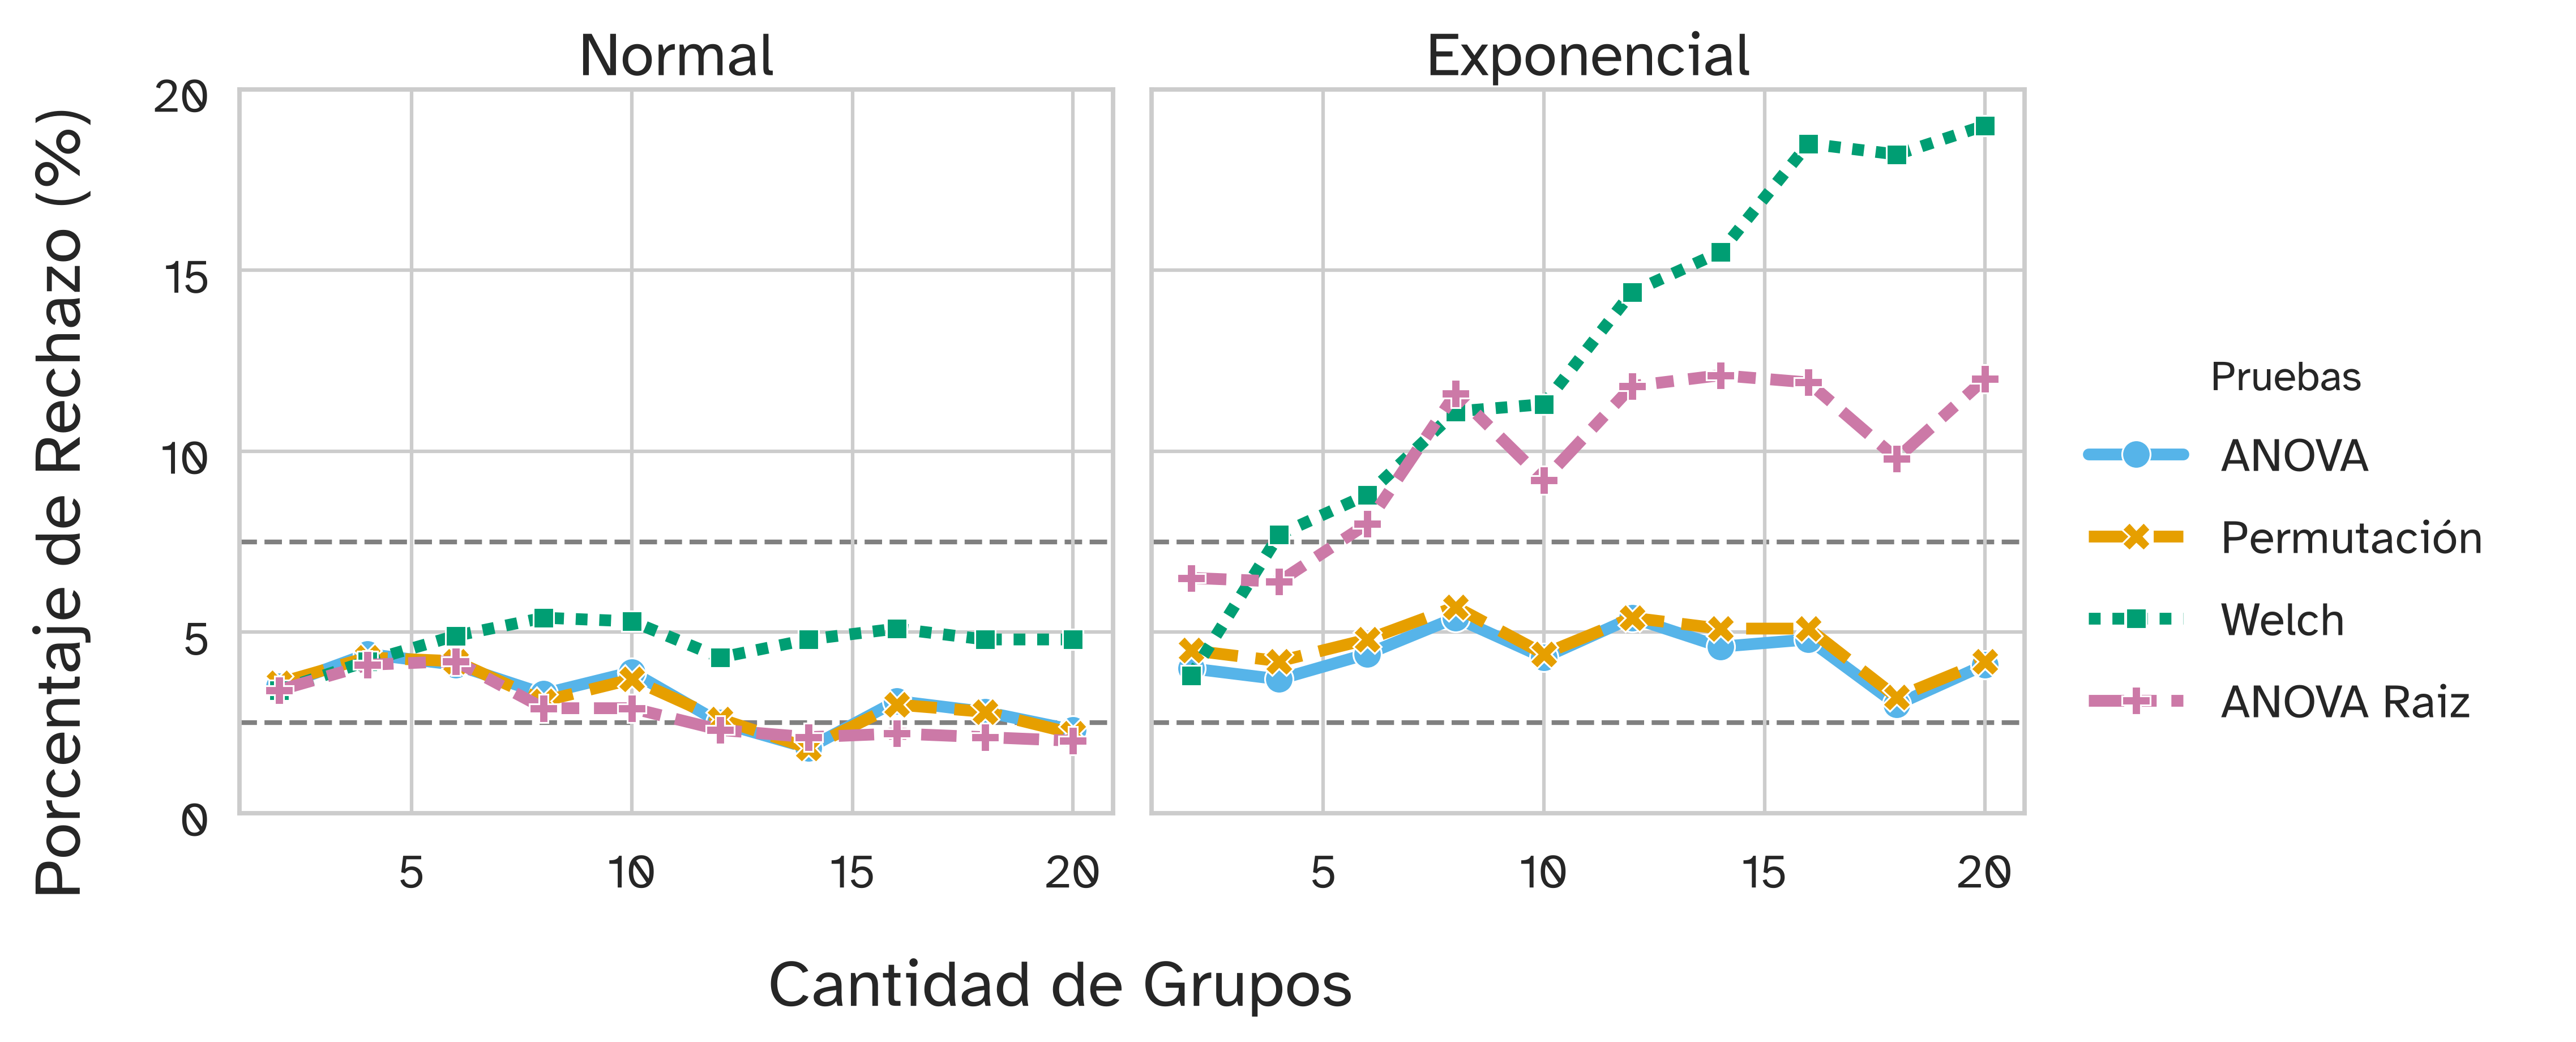 Normal
Exponencial
Porcentaje de Rechazo (%)
20
15
10
5
0
5 10 15 20
5 10 15 20
Cantidad de Grupos
Pruebas
ANOVA
Permutación
Welch
ANOVA Raiz